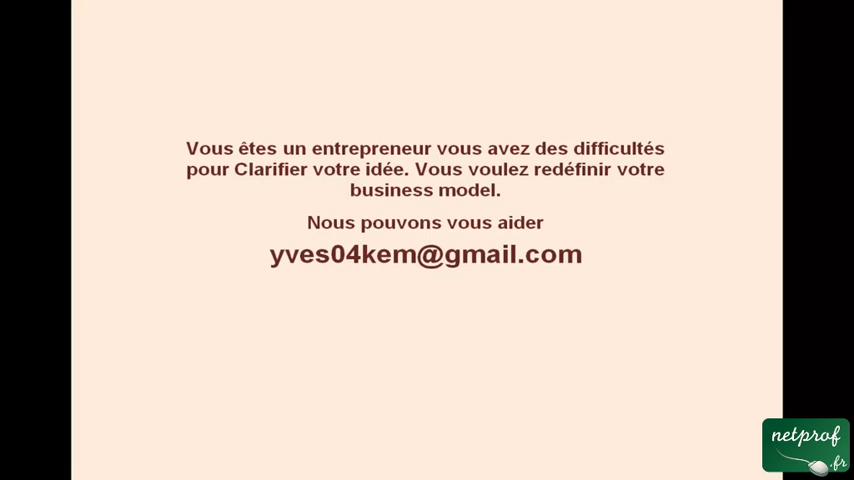 Vous êtes un entrepreneur vous avez des difficultés
pour Clarifier votre idée. Vous voulez redéfinir votre
business model.
Nous pouvons vous aider
yves04kem@gmail.com
netprof
.fr